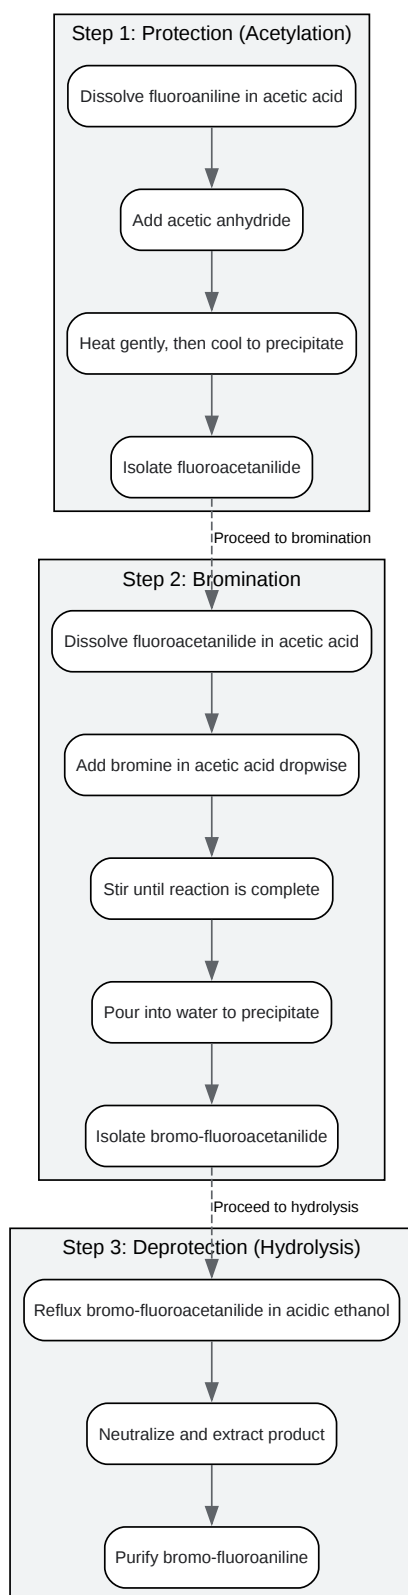 Step 1: Protection (Acetylation)
Dissolve fluoroaniline in acetic acid
Add acetic anhydride
Heat gently, then cool to precipitate
Isolate fluoroacetanilide
Proceed to bromination
Step 2: Bromination
Dissolve fluoroacetanilide in acetic acid
Add bromine in acetic acid dropwise
Stir until reaction is complete
Pour into water to precipitate
Isolate bromo-fluoroacetanilide
Proceed to hydrolysis
Step 3: Deprotection (Hydrolysis)
Reflux bromo-fluoroacetanilide in acidic ethanol
Neutralize and extract product
Purify bromo-fluoroaniline